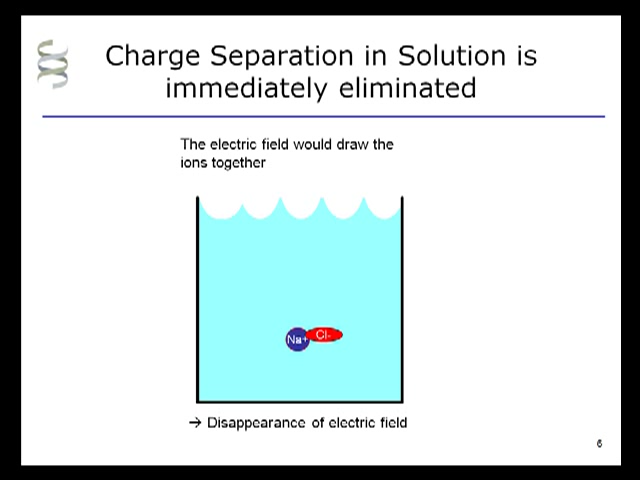 Charge Separation in Solution is
immediately eliminated
The electric field would draw the
ions together
Na+
Cl-
→ Disappearance of electric field
6